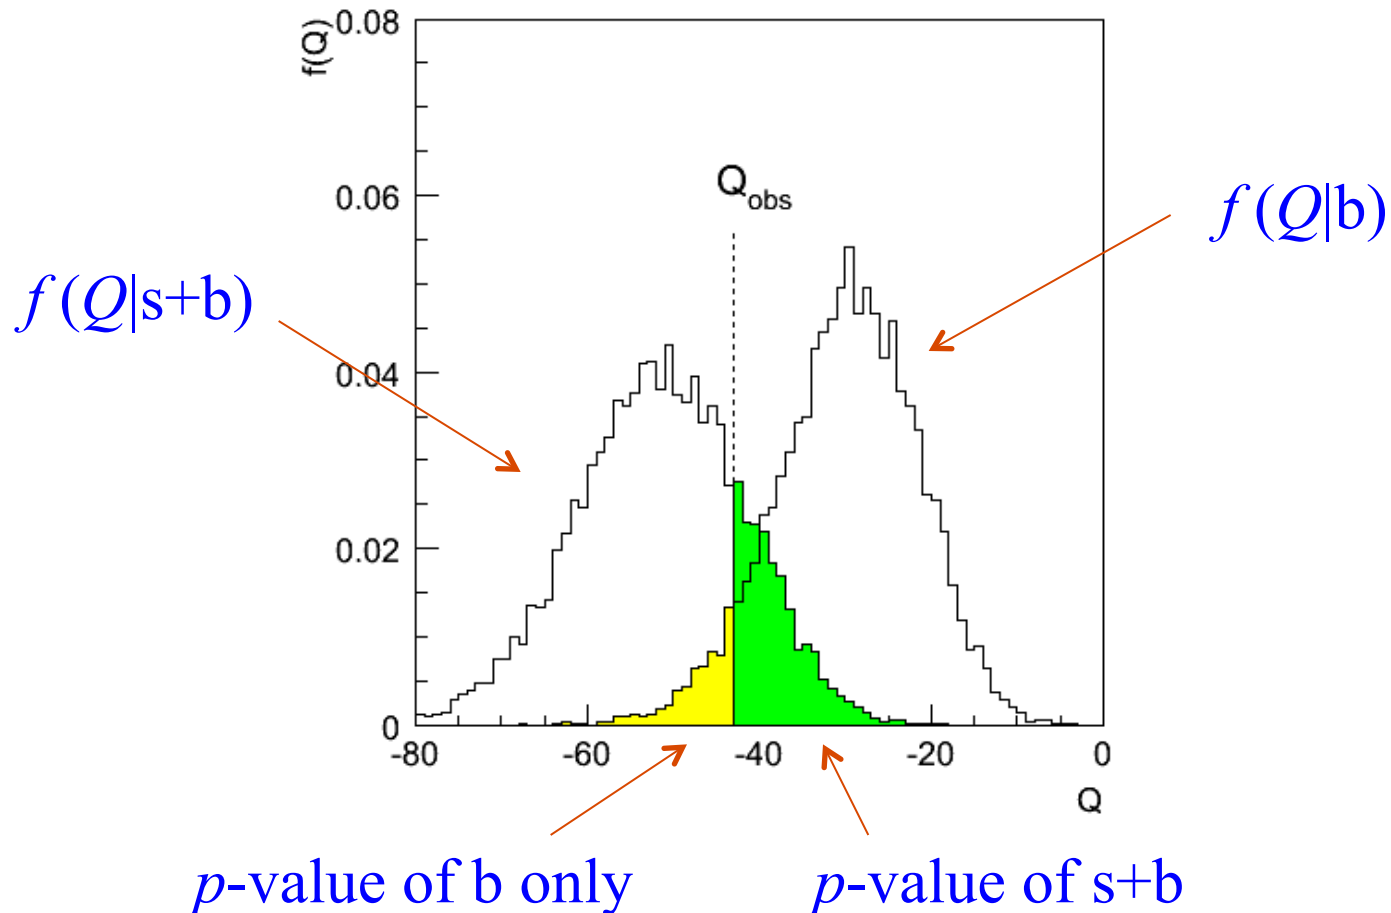 f(Q)
0.08
0.06
0.04
0.02
0
Q_obs
f (Q|s+b)
f (Q|b)
-80 -60 -40 -20 0
Q
p-value of b only
p-value of s+b